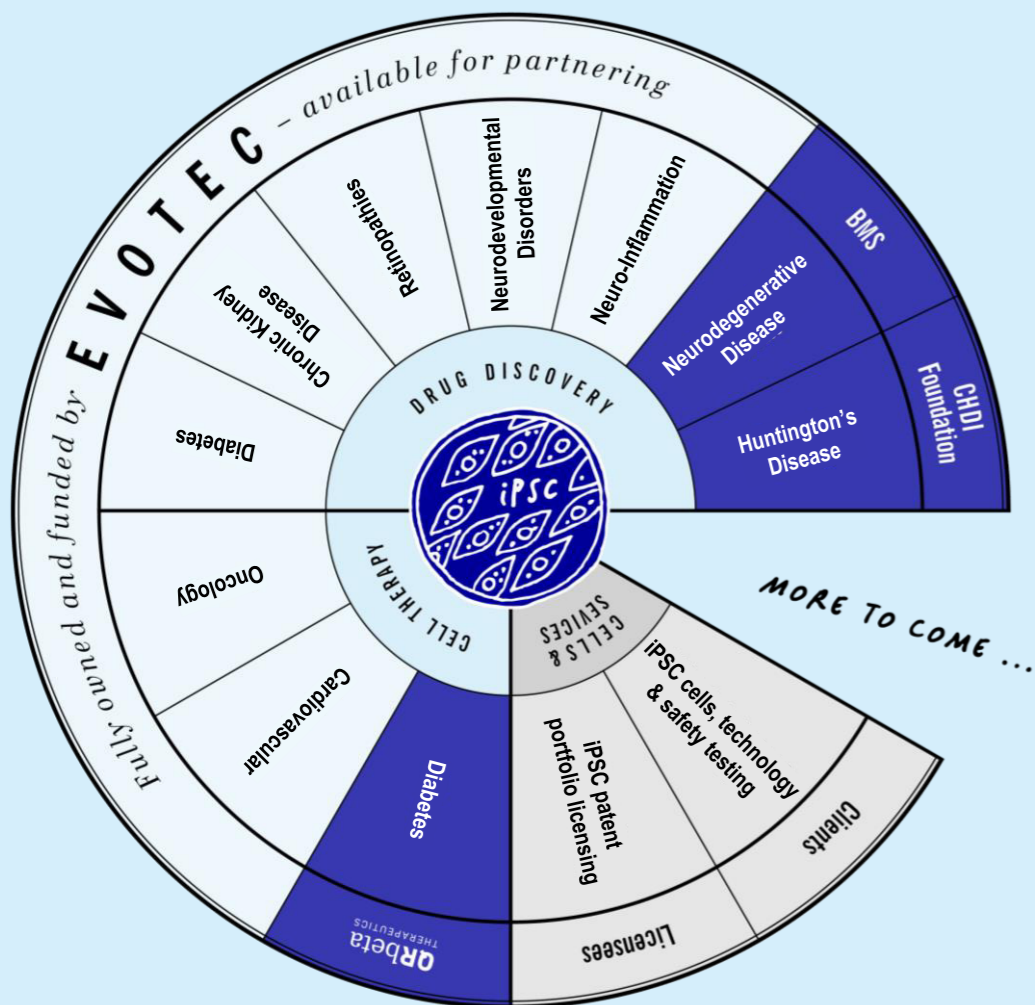 Fully owned and funded by EVOTEC – available for partnering
BMS
CHDI
Foundation
Neurodevelopmental
Disorders
Neuro-Inflammation
Retinopathies
Chronic Kidney
Disease
Diabetes
Neurodegenerative
Disease
Huntington's
Disease
DRUG DISCOVERY
iPSC
CELL THERAPY
CELLS &
SEVICES
MORE TO COME ...
Oncology
Cardiovascular
Diabetes
iPSC patent
portfolio licensing
iPSC cells, technology
& safety testing
QRbeta
THERAPEUTICS
Licensees
Clients